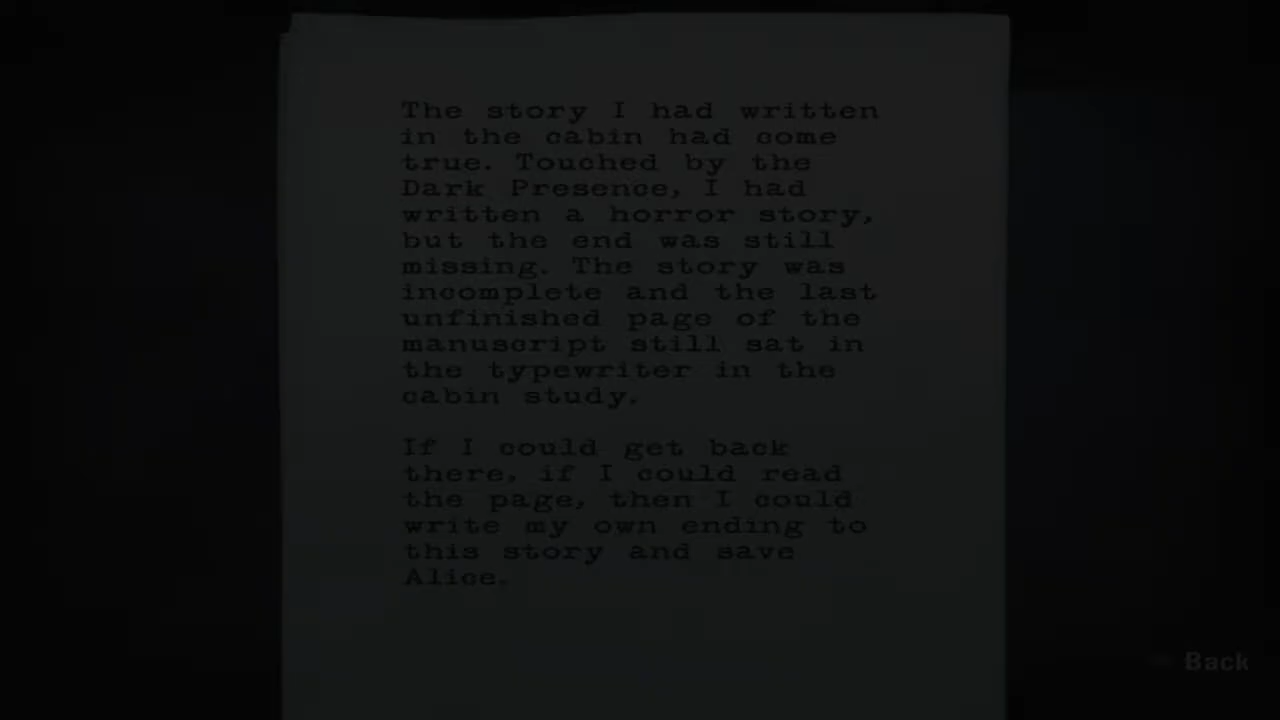 The story I had written
in the cabin had come
true. Touched by the
Dark Presence, I had
written a horror story,
but the end was still
missing. The story was
incomplete and the last
unfinished page of the
manuscript still sat in
the typewriter in the
cabin study.
If I could get back
there, if I could read
the page, then I could
write my own ending to
this story and save
Alice.
Back